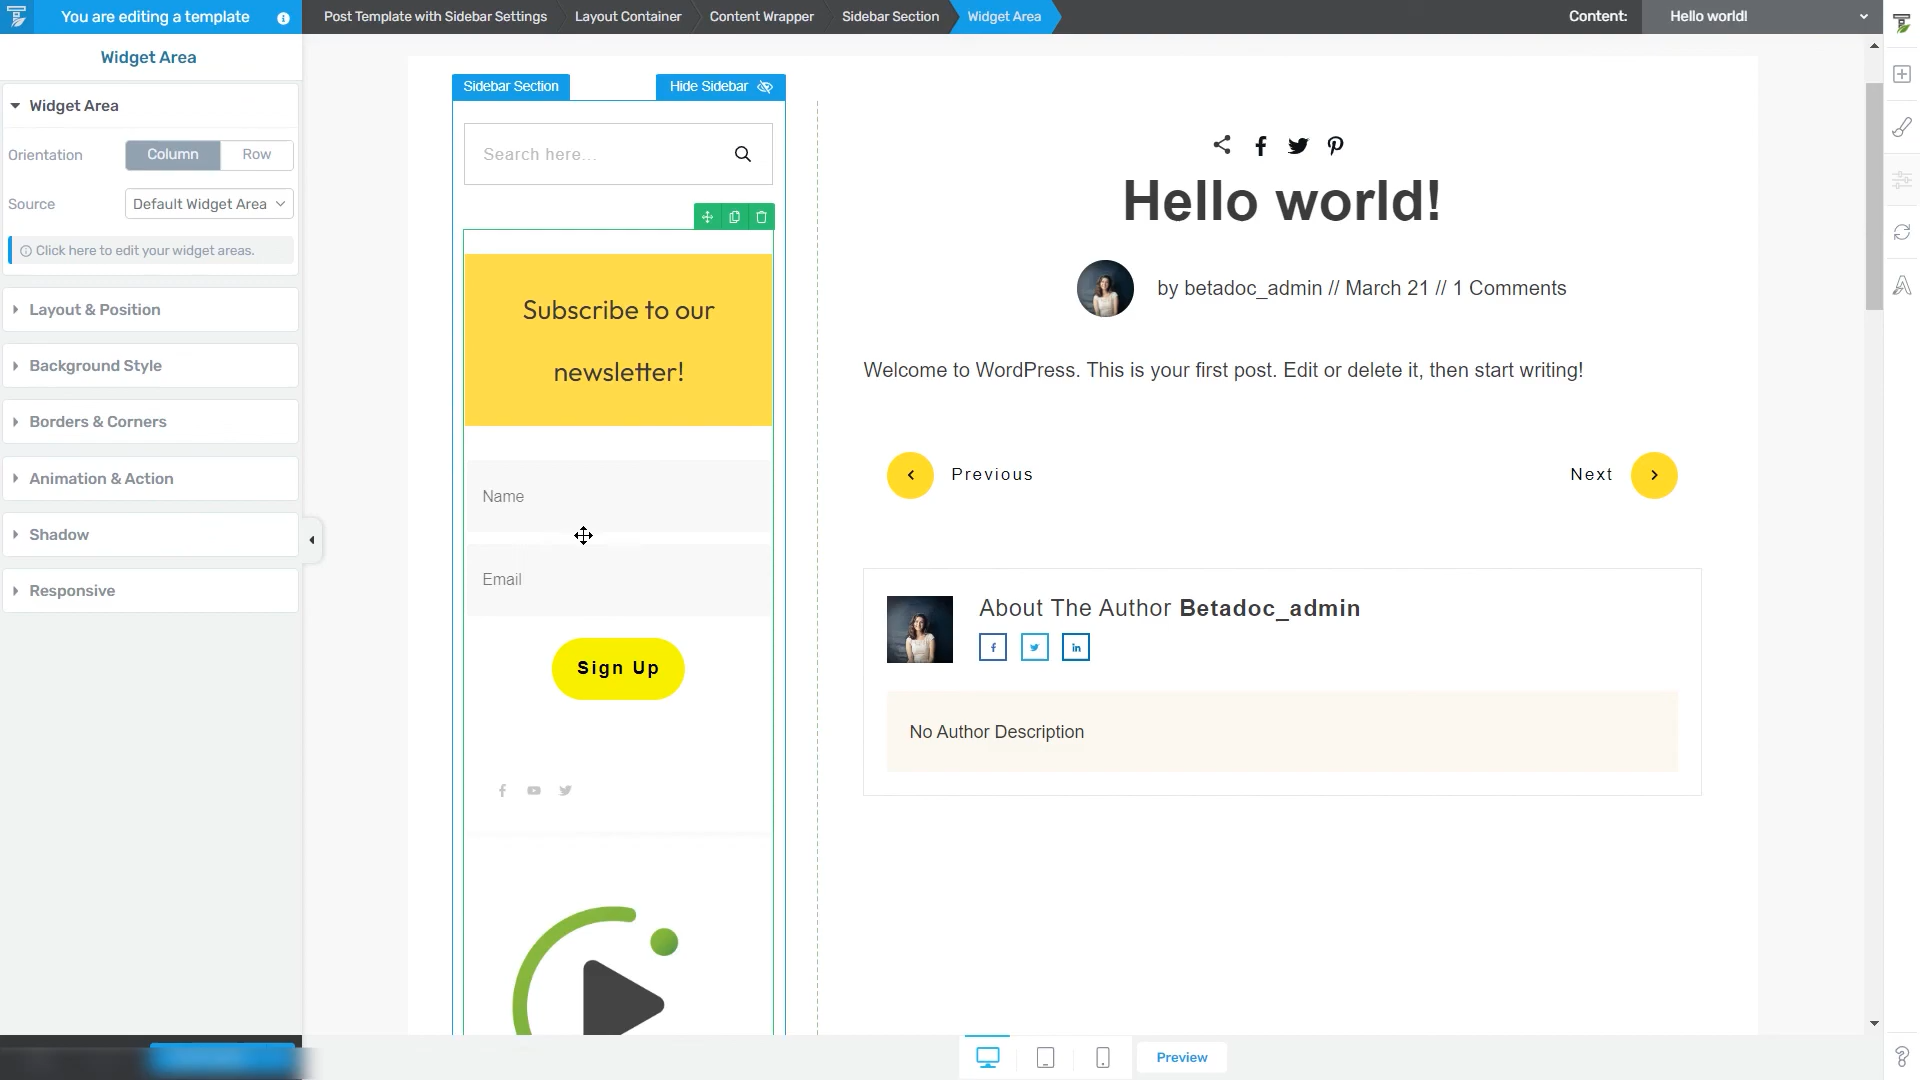 You are editing a template
Post Template with Sidebar Settings
Layout Container
Content Wrapper
Sidebar Section
Widget Area
Content:
Hello world!
Widget Area
Widget Area
Orientation
Column
Row
Source
Default Widget Area
Click here to edit your widget areas.
Layout & Position
Background Style
Borders & Corners
Animation & Action
Shadow
Responsive
Sidebar Section
Hide Sidebar
Search here...
Subscribe to our
newsletter!
Name
Email
Sign Up
Hello world!
by betadoc_admin // March 21 // 1 Comments
Welcome to WordPress. This is your first post. Edit or delete it, then start writing!
Previous
Next
About The Author Betadoc_admin
No Author Description
Preview